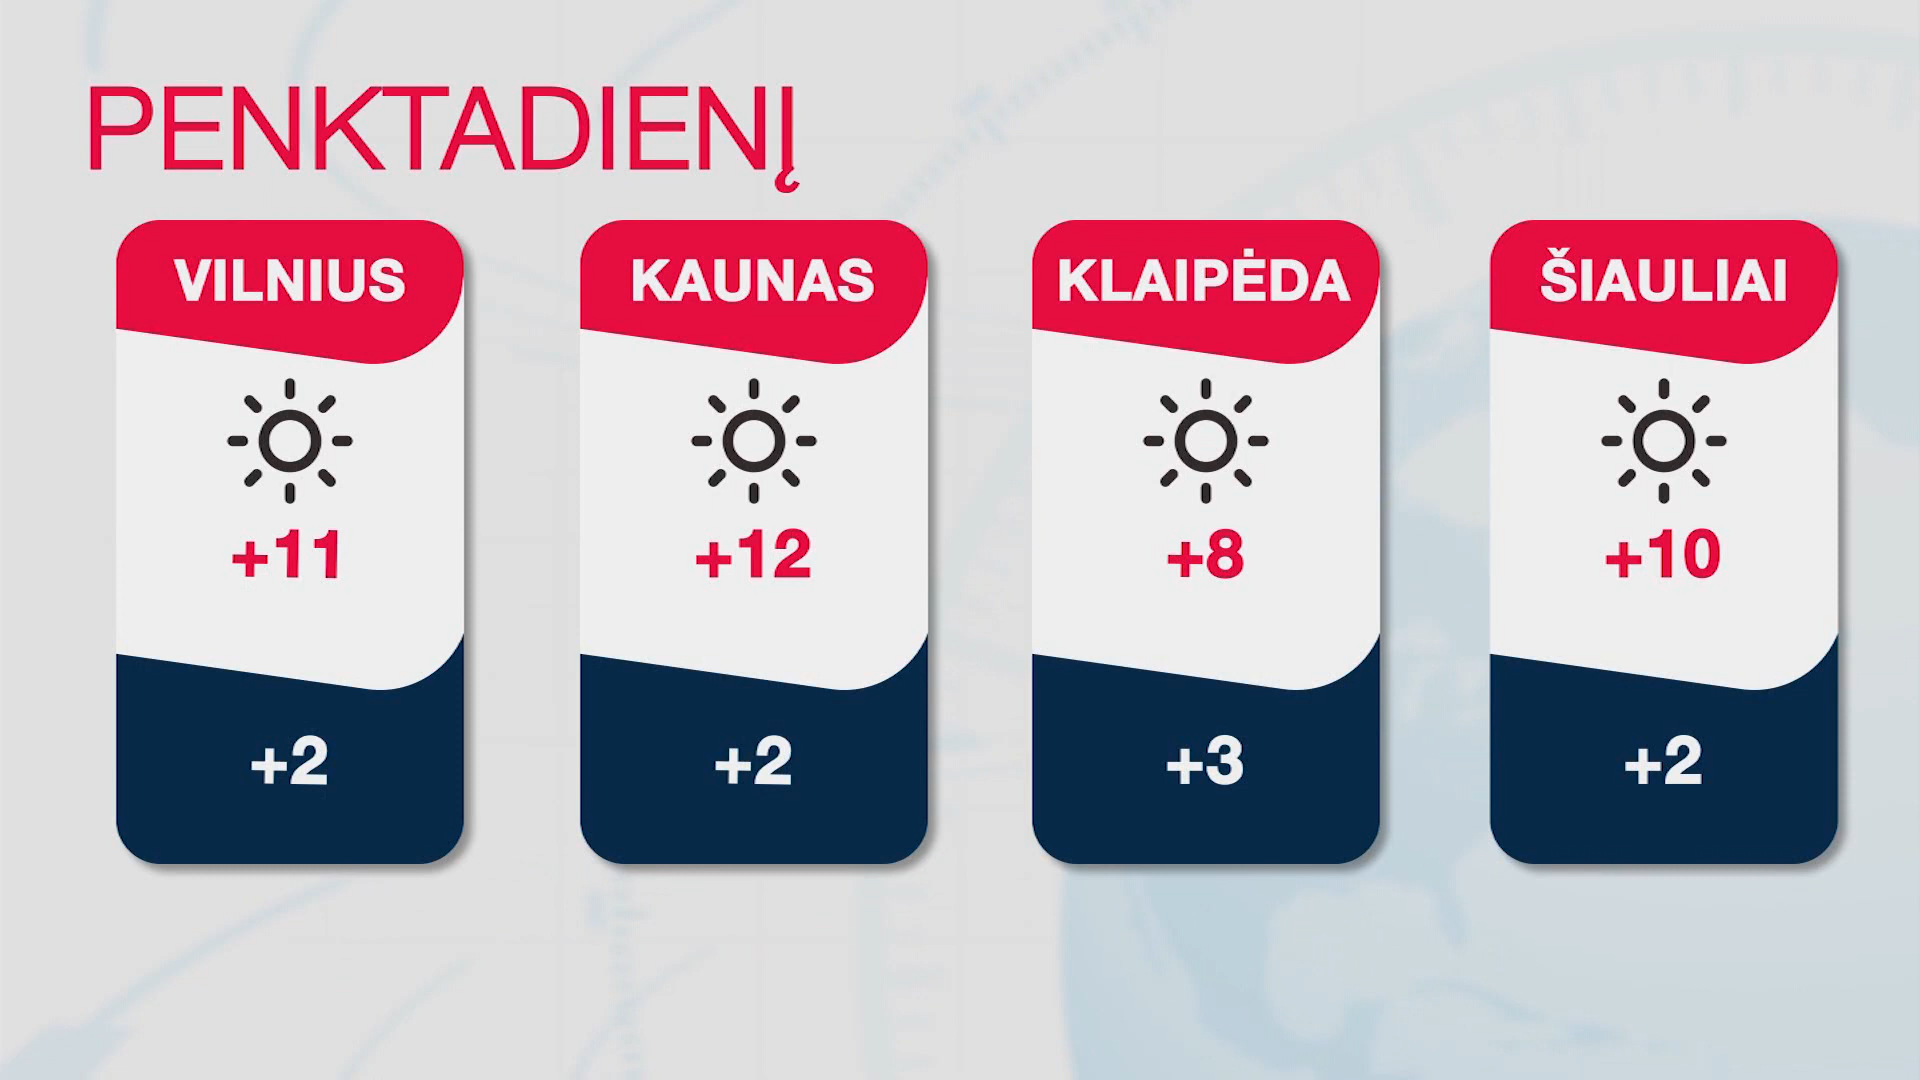 PENKTADIENĮ
VILNIUS
+11
+2
KAUNAS
+12
+2
KLAIPĖDA
+8
+3
ŠIAULIAI
+10
+2